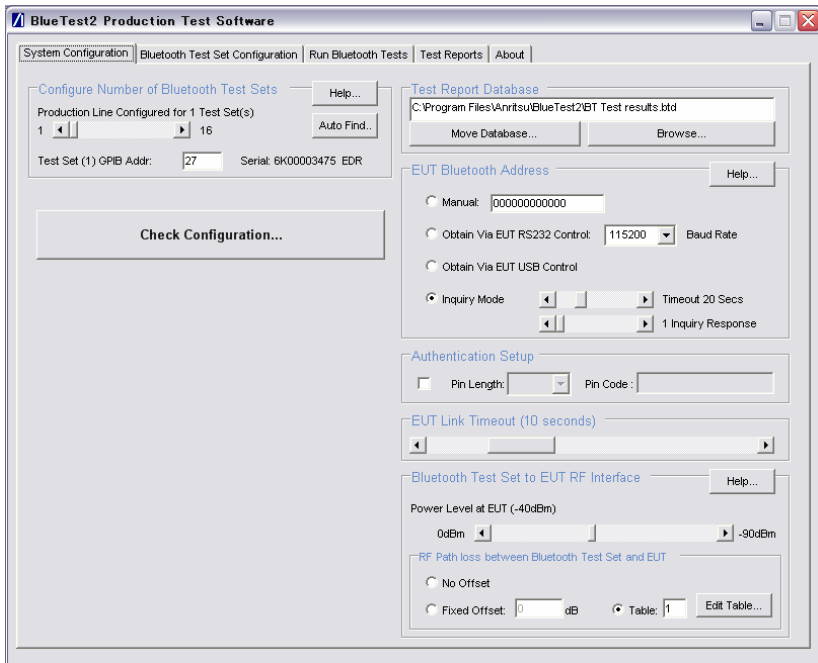 BlueTest2 Production Test Software
System Configuration Bluetooth Test Set Configuration Run Bluetooth Tests Test Reports About
Configure Number of Bluetooth Test Sets
Help...
Production Line Configured for 1 Test Set(s)
1 16
Auto Find..
Test Set (1) GPIB Addr: 27 Serial: 6K00003475 EDR
Check Configuration...
Test Report Database
C:\Program Files\Anritsu\BlueTest2\BT Test results.btd
Move Database... Browse...
EUT Bluetooth Address
Help...
Manual: 000000000000
Obtain Via EUT RS232 Control: 115200 Baud Rate
Obtain Via EUT USB Control
Inquiry Mode Timeout 20 Secs
1 Inquiry Response
Authentication Setup
Pin Length: Pin Code :
EUT Link Timeout (10 seconds)
Bluetooth Test Set to EUT RF Interface
Help...
Power Level at EUT (-40dBm)
0dBm -90dBm
RF Path loss between Bluetooth Test Set and EUT
No Offset
Fixed Offset: 0 dB Table: 1 Edit Table...